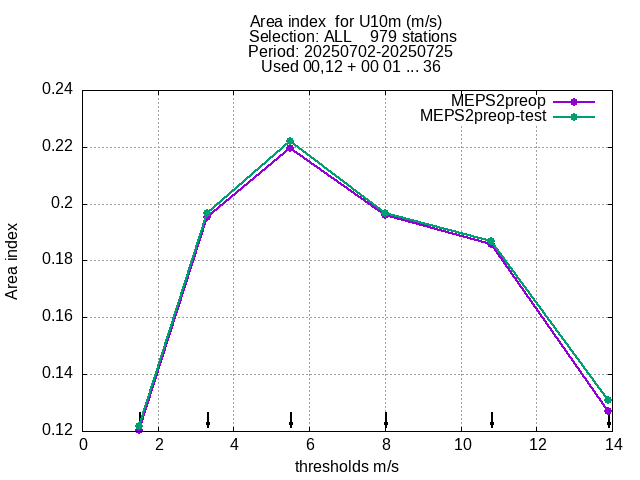 Area index  for U10m (m/s)
Selection: ALL    979 stations
Period: 20250702-20250725
Used 00,12 + 00 01 ... 36
MEPS2preop
MEPS2preop-test
0.24
0.22
0.2
0.18
0.16
0.14
0.12
Area index
0 2 4 6 8 10 12 14
thresholds m/s